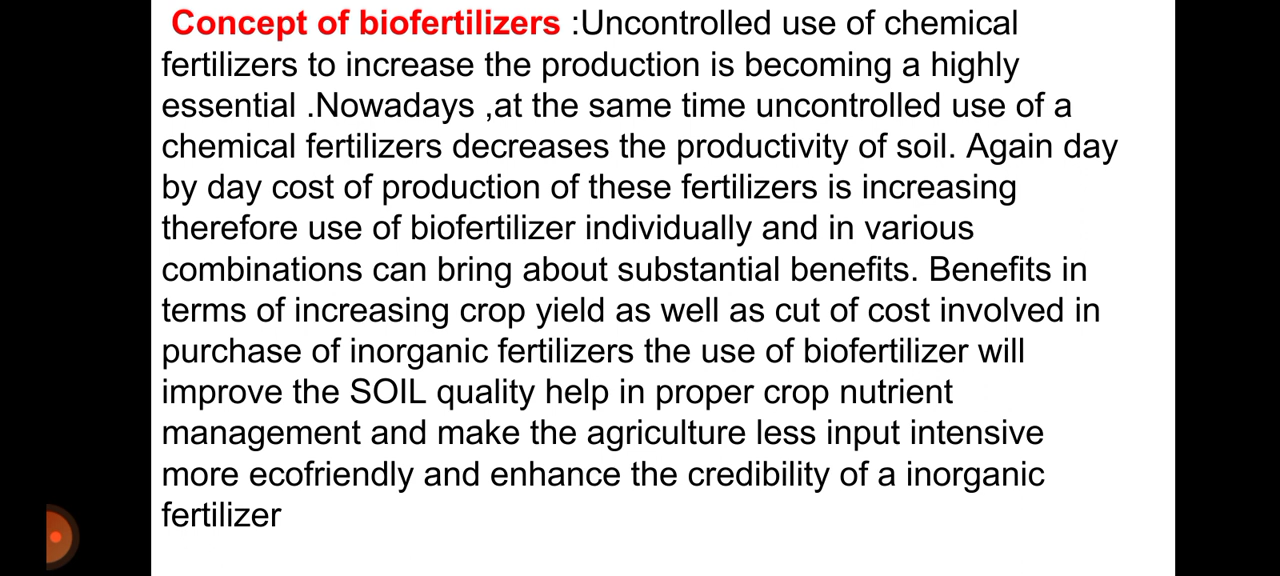 Concept of biofertilizers :Uncontrolled use of chemical
fertilizers to increase the production is becoming a highly
essential .Nowadays ,at the same time uncontrolled use of a
chemical fertilizers decreases the productivity of soil. Again day
by day cost of production of these fertilizers is increasing
therefore use of biofertilizer individually and in various
combinations can bring about substantial benefits. Benefits in
terms of increasing crop yield as well as cut of cost involved in
purchase of inorganic fertilizers the use of biofertilizer will
improve the SOIL quality help in proper crop nutrient
management and make the agriculture less input intensive
more ecofriendly and enhance the credibility of a inorganic
fertilizer